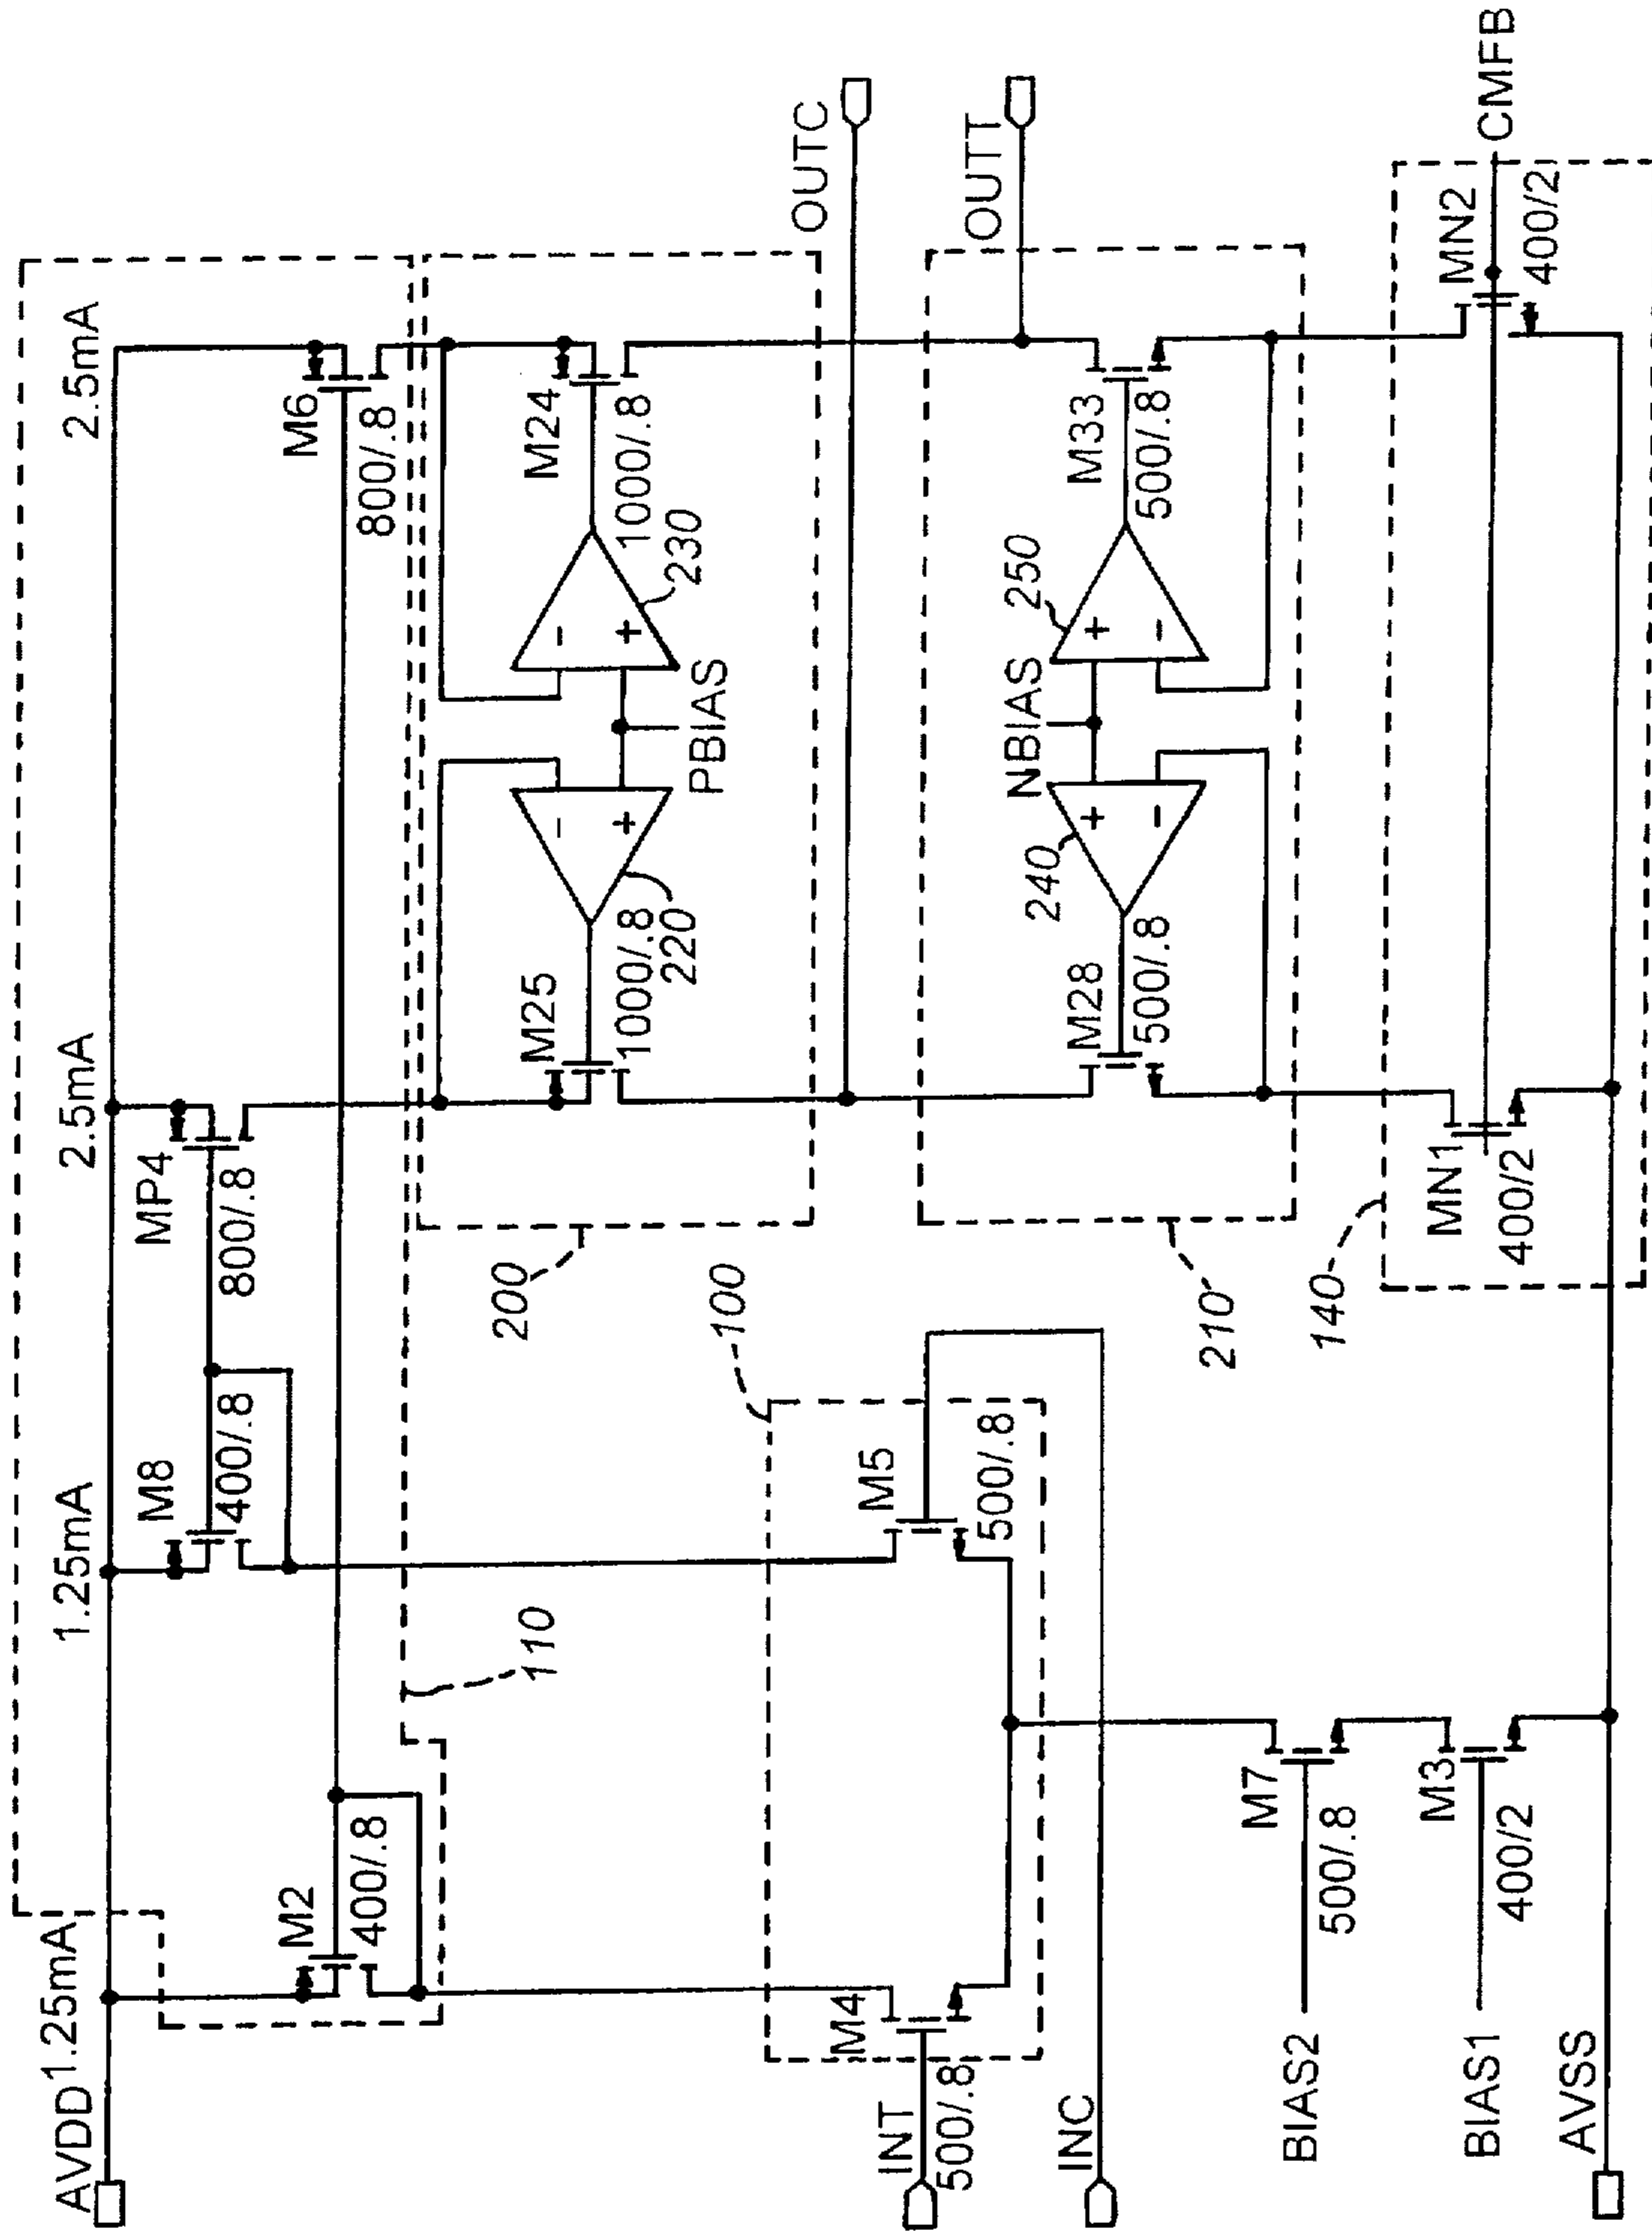 AVDD
1.25mA
1.25mA
2.5mA
2.5mA
M2
400/.8
M8
400/.8
MP4
800/.8
M6
800/.8
110
200
M25
1000/.8
220
PBIAS
-
+
-
+
230
M24
1000/.8
OUTC
OUTT
100
M4
500/.8
INT
M5
500/.8
INC
210
M28
500/.8
240
NBIAS
+
-
+
-
250
M33
500/.8
BIAS2
M7
500/.8
BIAS1
M3
400/2
140
MN1
400/2
MN2
400/2
CMFB
AVSS